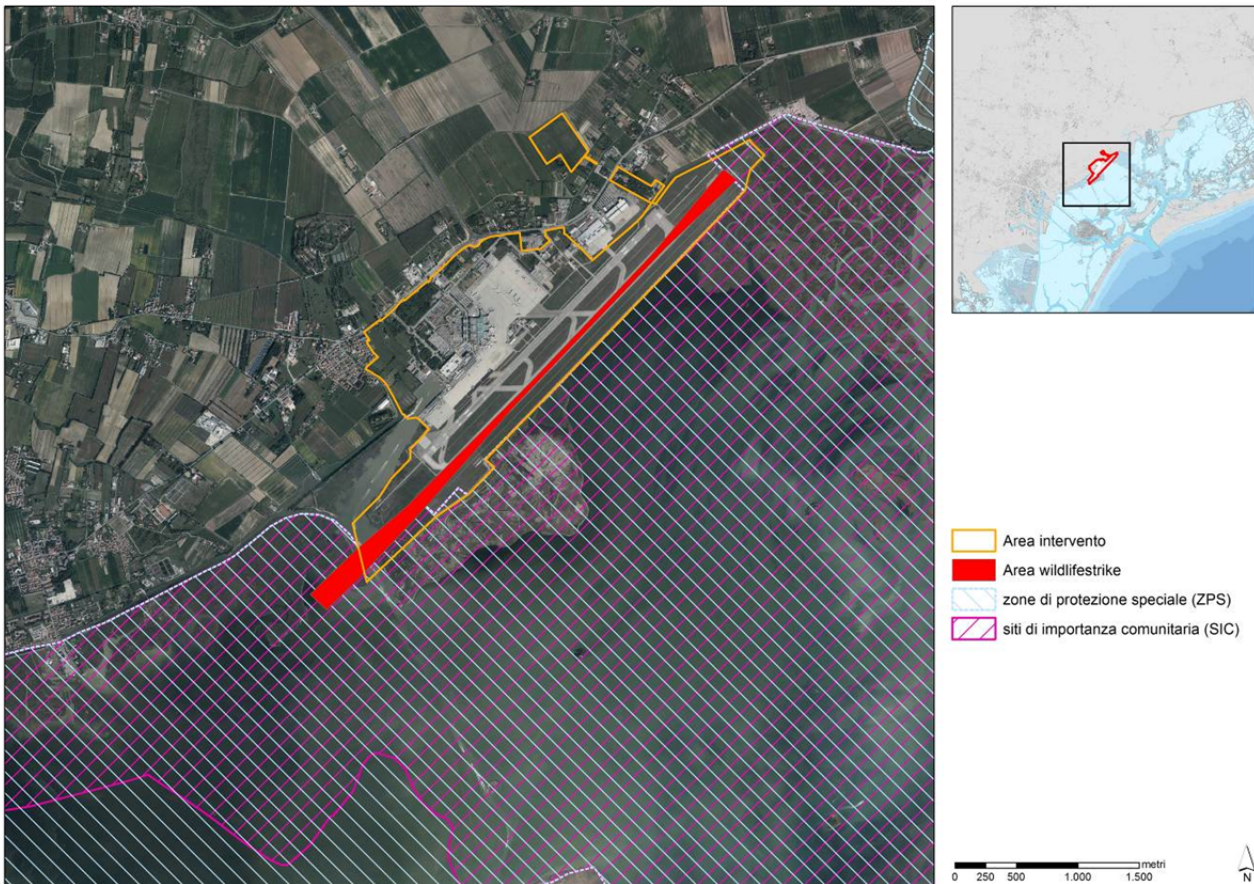 Area intervento
Area wildlifestrike
zone di protezione speciale (ZPS)
siti di importanza comunitaria (SIC)
metri
0 250 500 1.000 1.500
N